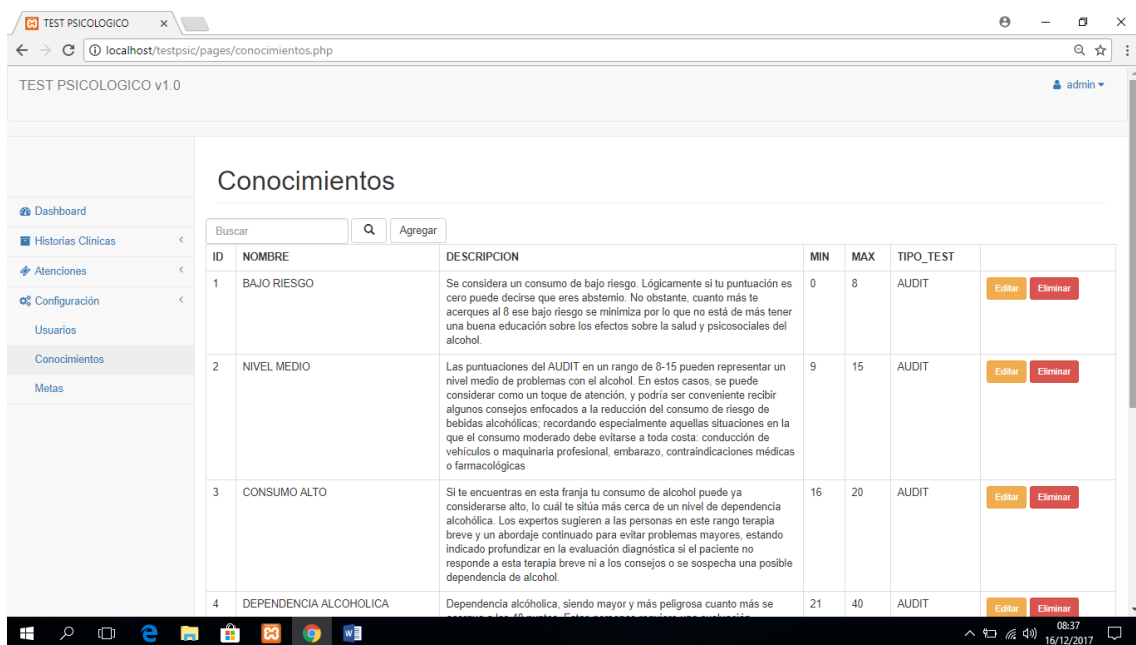 TEST PSICOLOGICO
localhost/testpsic/pages/conocimientos.php
TEST PSICOLOGICO v1.0
admin
Conocimientos
Dashboard
Historias Clínicas
Atenciones
Configuración
Usuarios
Conocimientos
Metas
Buscar
Agregar
ID NOMBRE DESCRIPCION MIN MAX TIPO_TEST
1 BAJO RIESGO Se considera un consumo de bajo riesgo. Lógicamente si tu puntuación es 0 8 AUDIT Editar Eliminar
cero puede decirse que eres abstemio. No obstante, cuanto más te
acerques al 8 ese bajo riesgo se minimiza por lo que no está de más tener
una buena educación sobre los efectos sobre la salud y psicosociales del
alcohol.
2 NIVEL MEDIO Las puntuaciones del AUDIT en un rango de 8-15 pueden representar un 9 15 AUDIT Editar Eliminar
nivel medio de problemas con el alcohol. En estos casos, se puede
considerar como un toque de atención, y podría ser conveniente recibir
algunos consejos enfocados a la reducción del consumo de riesgo de
bebidas alcohólicas; recordando especialmente aquellas situaciones en la
que el consumo moderado debe evitarse a toda costa: conducción de
vehículos o maquinaria profesional, embarazo, contraindicaciones médicas
o farmacológicas
3 CONSUMO ALTO Si te encuentras en esta franja tu consumo de alcohol puede ya 16 20 AUDIT Editar Eliminar
considerarse alto, lo cuál te sitúa más cerca de un nivel de dependencia
alcohólica. Los expertos sugieren a las personas en este rango terapia
breve y un abordaje continuado para evitar problemas mayores, estando
indicado profundizar en la evaluación diagnóstica si el paciente no
responde a esta terapia breve ni a los consejos o se sospecha una posible
dependencia de alcohol.
4 DEPENDENCIA ALCOHOLICA Dependencia alcóholica, siendo mayor y más peligrosa cuanto más se 21 40 AUDIT Editar Eliminar
08:37
16/12/2017